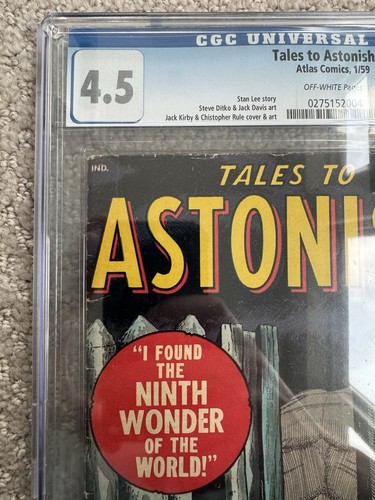 CGC UNIVERSAL
4.5
Tales to Astonish
Atlas Comics, 1/59
OFF-WHITE Pages
Stan Lee story
Steve Ditko & Jack Davis art
Jack Kirby & Chistopher Rule cover & art
0275152004
IND.
TALES TO
ASTONIS
"I FOUND
THE
NINTH
WONDER
OF THE
WORLD!"